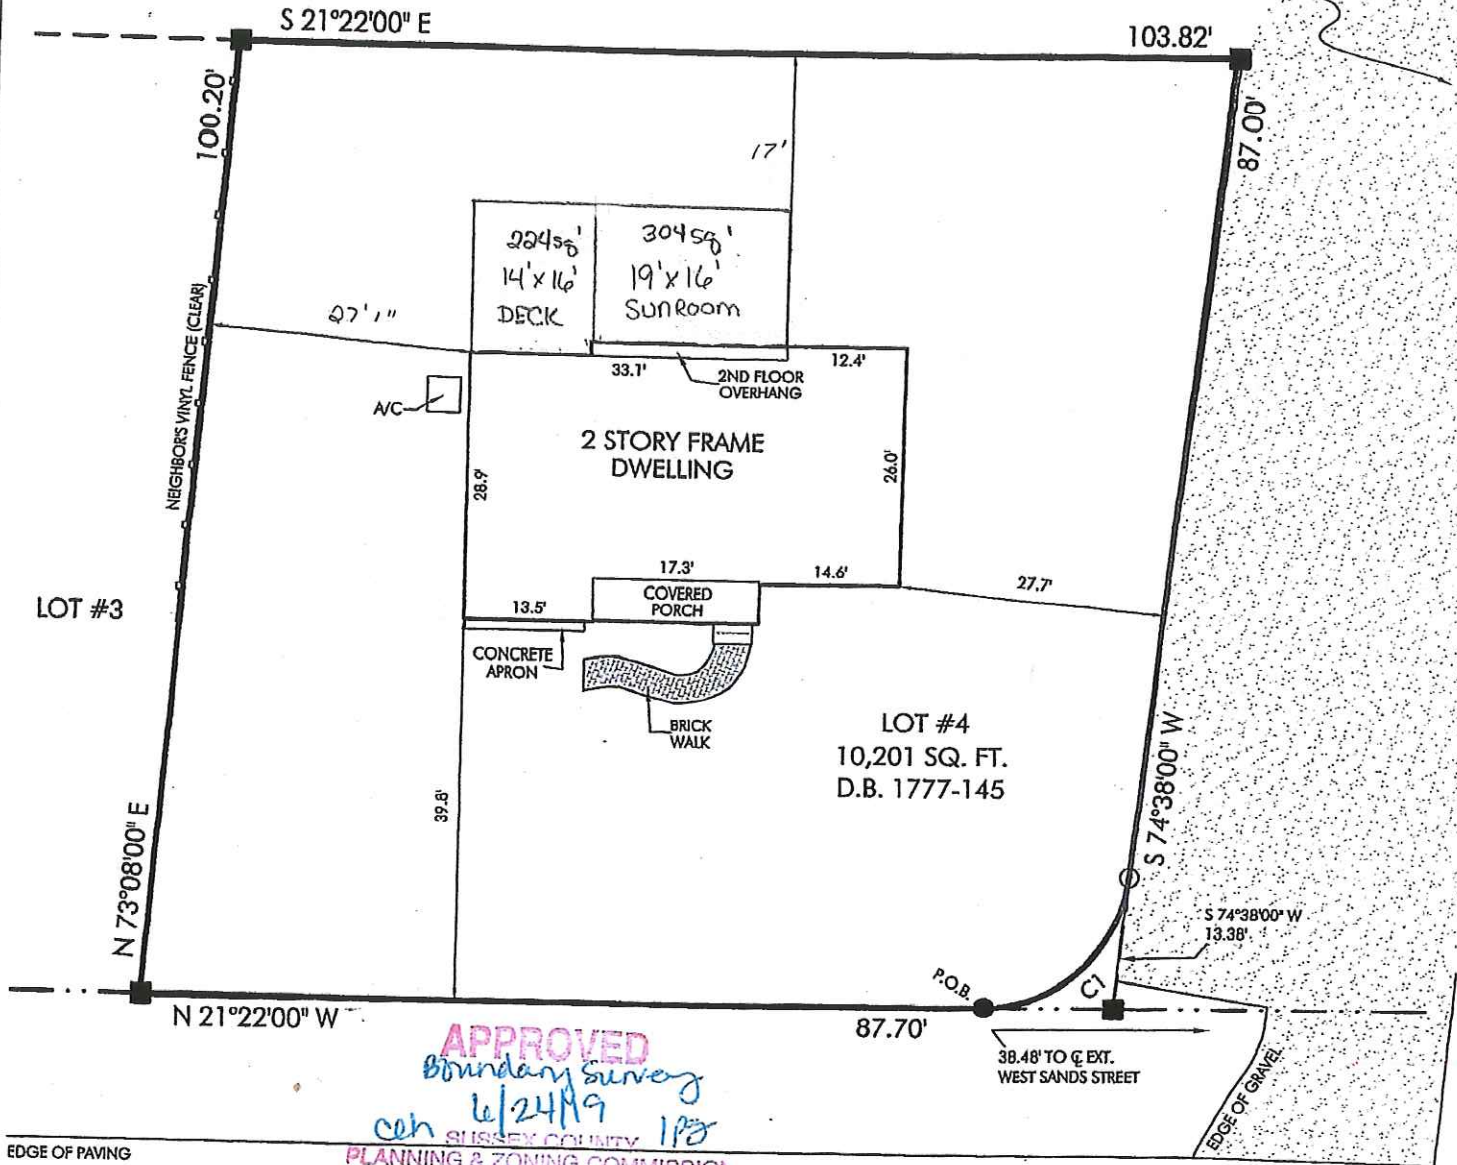 S 21°22'00" E
103.82'
100.20'
87.00'
17'
224sq'
14'x16'
DECK
304sq'
19'x16'
SunRoom
27'1"
NEIGHBOR'S VINYL FENCE (CLEAR)
33.1'
12.4'
2ND FLOOR
OVERHANG
A/C
2 STORY FRAME
DWELLING
28.9'
26.0'
17.3'
14.6'
27.7'
COVERED
PORCH
13.5'
LOT #3
CONCRETE
APRON
BRICK
WALK
LOT #4
10,201 SQ. FT.
D.B. 1777-145
39.8'
S 74°38'00" W
N 73°08'00" E
S 74°38'00" W
13.38'
P.O.B.
C1
N 21°22'00" W
87.70'
38.48' TO ℄ EXT.
WEST SANDS STREET
EDGE OF GRAVEL
APPROVED
Boundary Survey
6/24/19
ceh
SUSSEX COUNTY
PLANNING & ZONING COMMISSION
EDGE OF PAVING